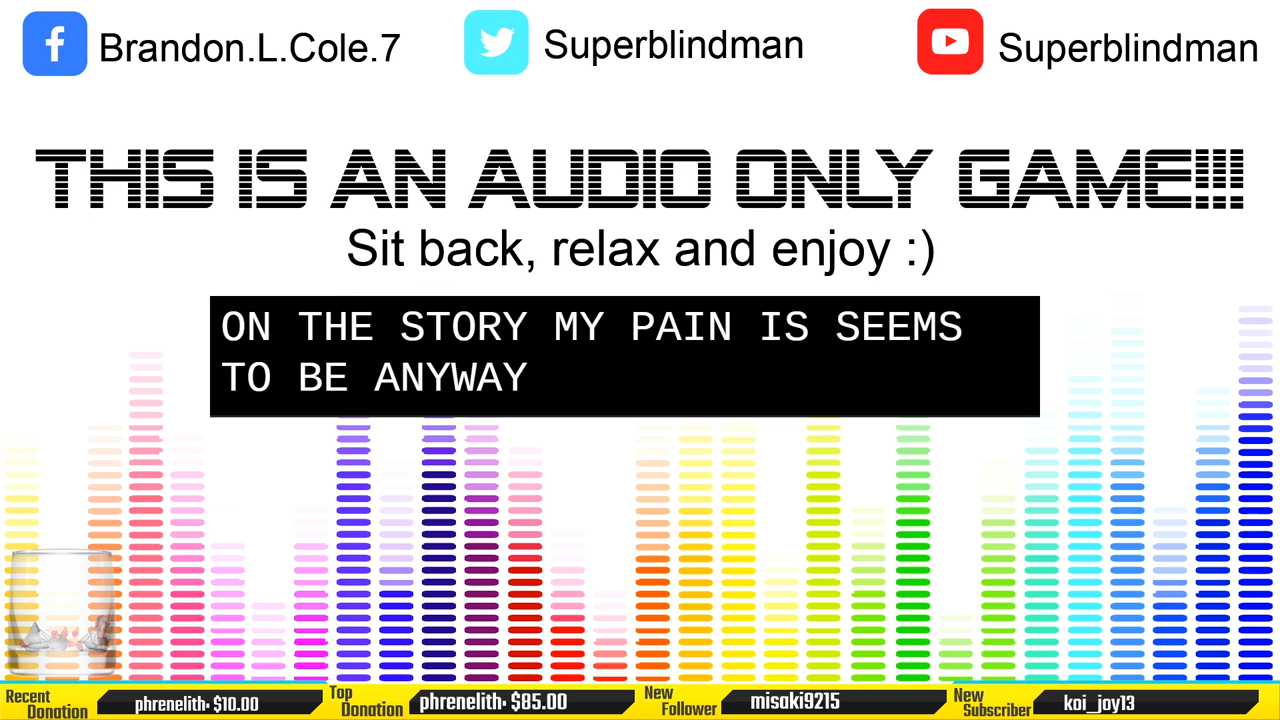 Brandon.L.Cole.7
Superblindman
Superblindman
THIS IS AN AUDIO ONLY GAME!!!
Sit back, relax and enjoy :)
ON THE STORY MY PAIN IS SEEMS
TO BE ANYWAY
Recent Donation
phrenelith: $10.00
Top Donation
phrenelith: $85.00
New Follower
misaki9215
New Subscriber
koi_joy13